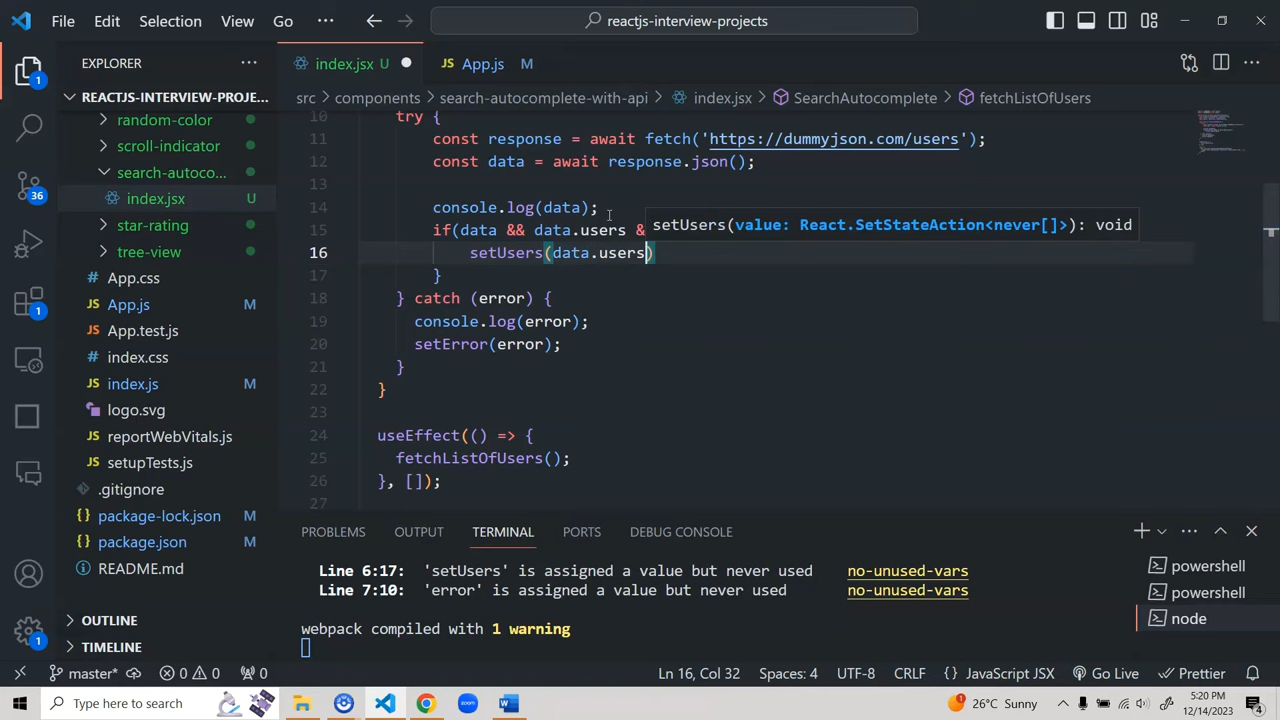 File Edit Selection View Go ··· reactjs-interview-projects
EXPLORER ···
REACTJS-INTERVIEW-PROJ...
random-color
scroll-indicator
search-autoco...
index.jsx U
star-rating
tree-view
App.css
JS App.js M
JS App.test.js
index.css
JS index.js M
logo.svg
JS reportWebVitals.js
JS setupTests.js
.gitignore
{} package-lock.json M
{} package.json M
README.md
OUTLINE
TIMELINE
1
36
1
1
index.jsx U JS App.js M
src > components > search-autocomplete-with-api > index.jsx > SearchAutocomplete > fetchListOfUsers
10 try {
11 const response = await fetch('https://dummyjson.com/users');
12 const data = await response.json();
13
14 console.log(data);
15 if(data && data.users &
setUsers(value: React.SetStateAction<never[]>): void
16 setUsers(data.users)
17 }
18 } catch (error) {
19 console.log(error);
20 setError(error);
21 }
22 }
23
24 useEffect(() => {
25 fetchListOfUsers();
26 }, []);
27
PROBLEMS OUTPUT TERMINAL PORTS DEBUG CONSOLE
Line 6:17: 'setUsers' is assigned a value but never used no-unused-vars
Line 7:10: 'error' is assigned a value but never used no-unused-vars
webpack compiled with 1 warning
powershell
powershell
node
master* 0 0 0 Ln 16, Col 32 Spaces: 4 UTF-8 CRLF {} JavaScript JSX Go Live Prettier
Type here to search
1 26°C Sunny
5:20 PM
12/14/2023
4